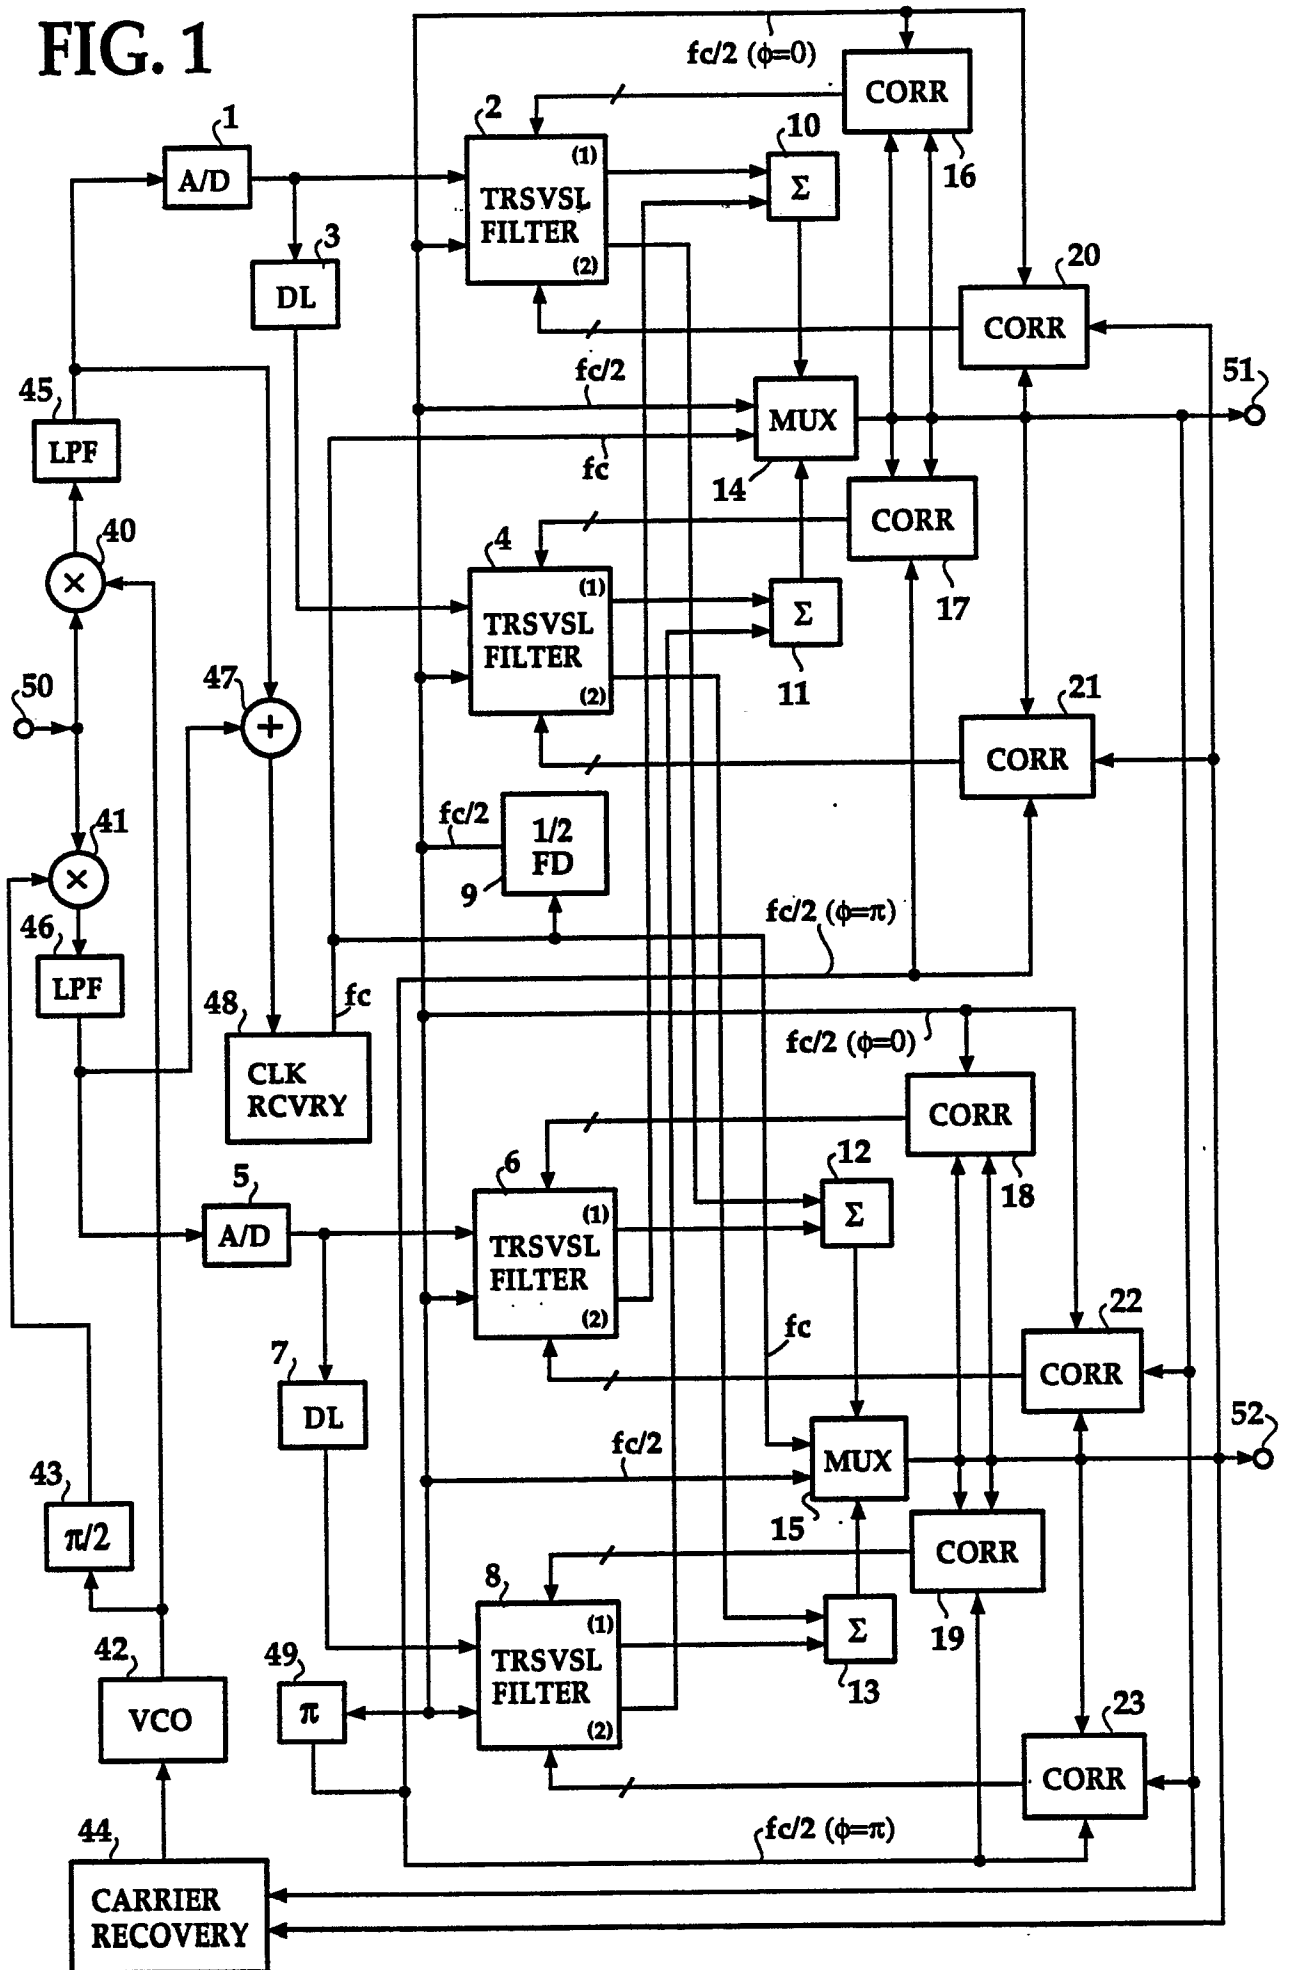 FIG. 1
fc/2 (ϕ=0)
CORR
16
1
A/D
2
(1)
TRSVSL
FILTER
(2)
10
Σ
3
DL
20
CORR
fc/2
51
45
LPF
MUX
14
fc
CORR
17
40
×
4
(1)
TRSVSL
FILTER
(2)
Σ
11
50
47
+
21
CORR
41
×
fc/2
1/2
FD
9
fc/2 (ϕ=π)
46
LPF
48
fc
CLK
RCVRY
fc/2 (ϕ=0)
CORR
18
5
A/D
6
(1)
TRSVSL
FILTER
(2)
12
Σ
22
CORR
fc
7
DL
52
fc/2
MUX
15
43
π/2
CORR
19
8
(1)
TRSVSL
FILTER
(2)
Σ
13
42
VCO
49
π
23
CORR
fc/2 (ϕ=π)
44
CARRIER
RECOVERY